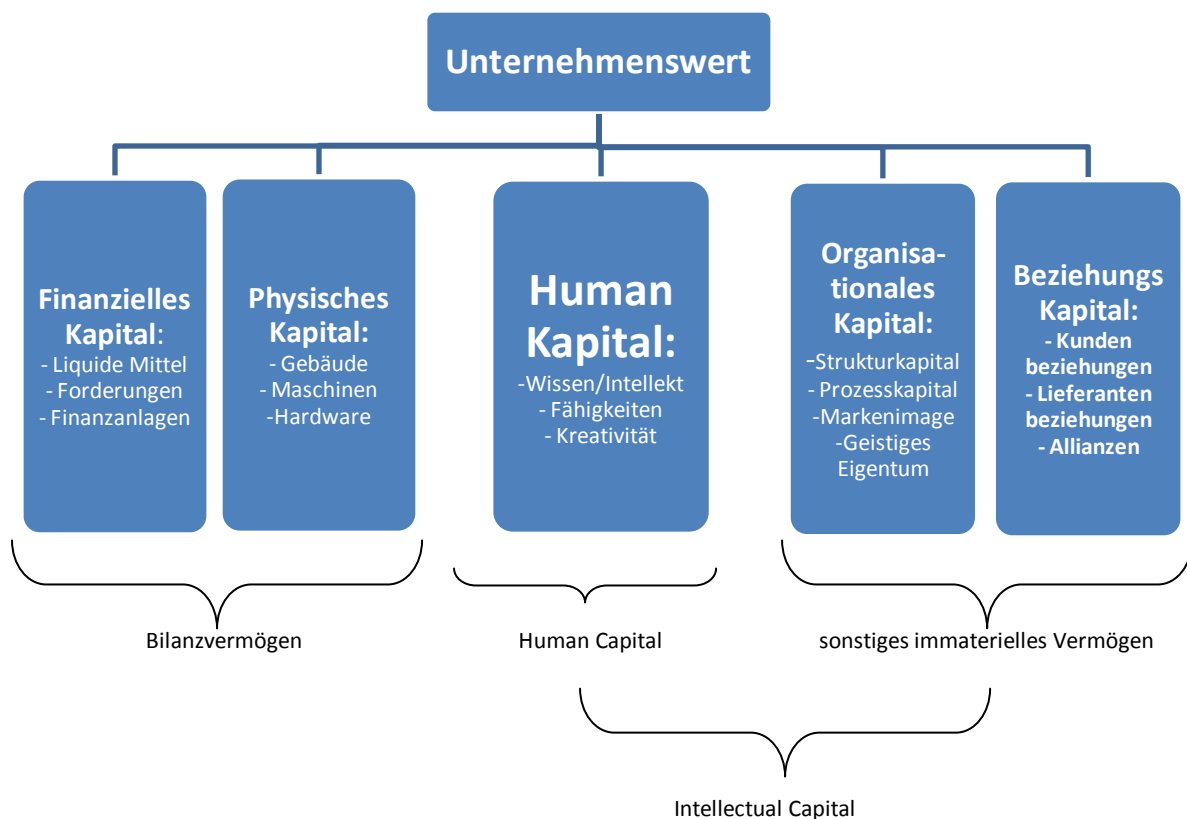 Unternehmenswert
Finanzielles
Kapital:
- Liquide Mittel
- Forderungen
- Finanzanlagen
Physisches
Kapital:
- Gebäude
- Maschinen
-Hardware
Human
Kapital:
-Wissen/Intellekt
- Fähigkeiten
- Kreativität
Organisa-
tionales
Kapital:
-Strukturkapital
- Prozesskapital
-Markenimage
-Geistiges
Eigentum
Beziehungs
Kapital:
- Kunden
beziehungen
- Lieferanten
beziehungen
- Allianzen
Bilanzvermögen
Human Capital
sonstiges immaterielles Vermögen
Intellectual Capital